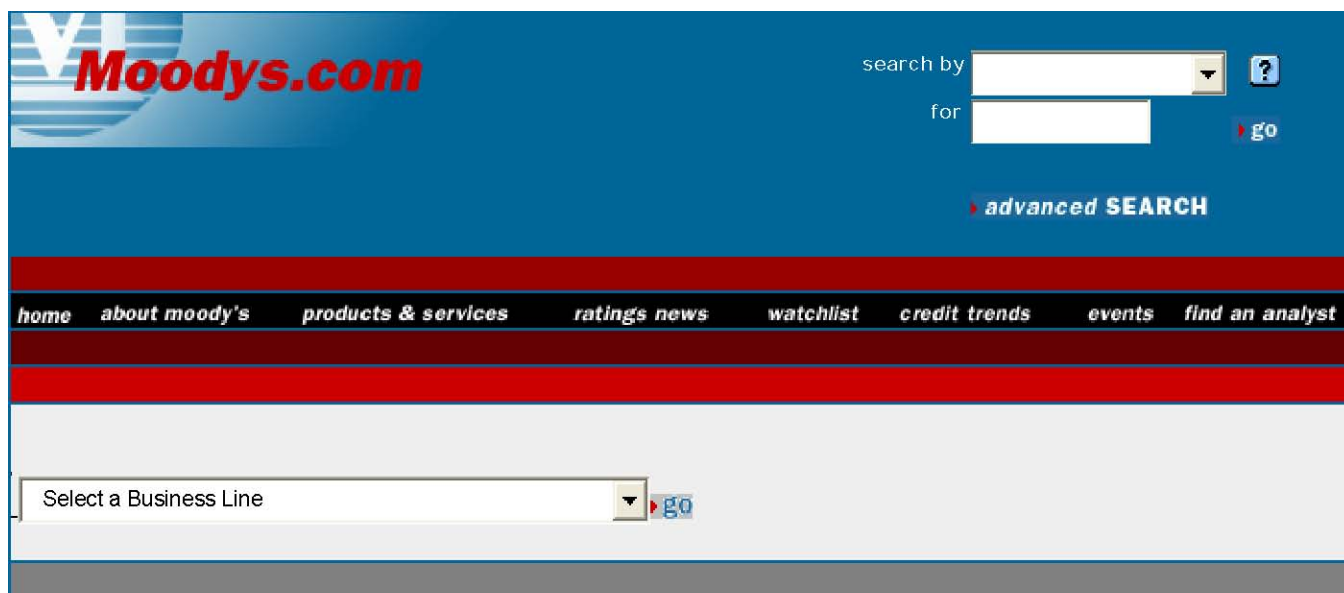 Moodys.com
search by
?
for
go
advanced SEARCH
home about moody's products & services ratings news watchlist credit trends events find an analyst
Select a Business Line
go